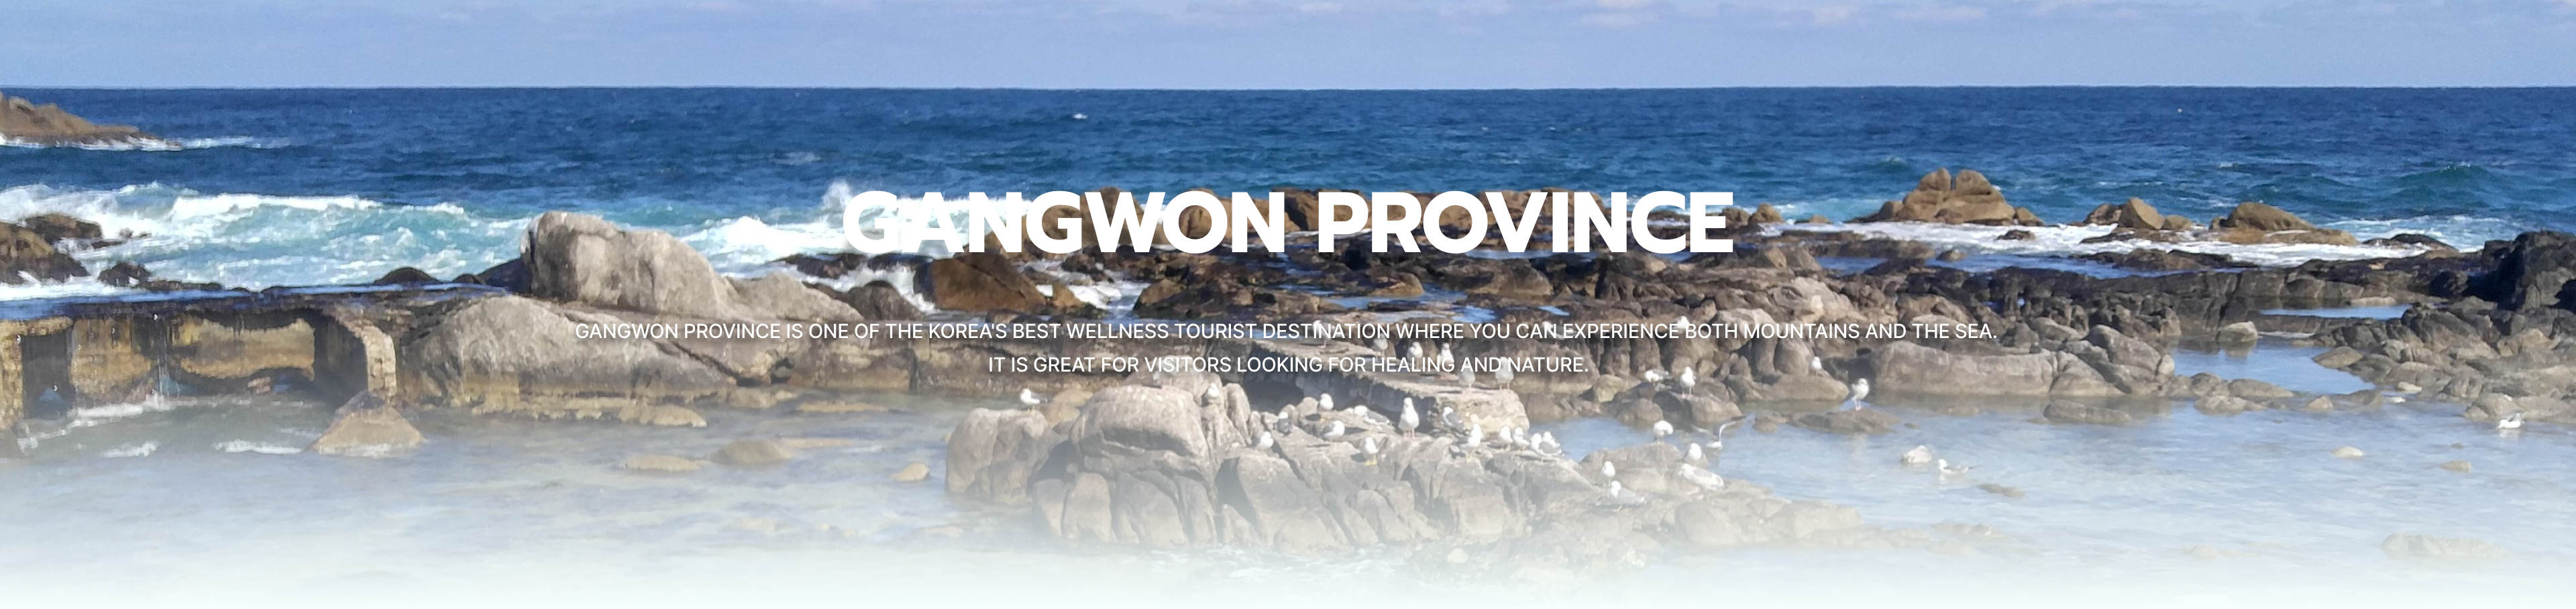 GANGWON PROVINCE
GANGWON PROVINCE IS ONE OF THE KOREA'S BEST WELLNESS TOURIST DESTINATION WHERE YOU CAN EXPERIENCE BOTH MOUNTAINS AND THE SEA.
IT IS GREAT FOR VISITORS LOOKING FOR HEALING AND NATURE.